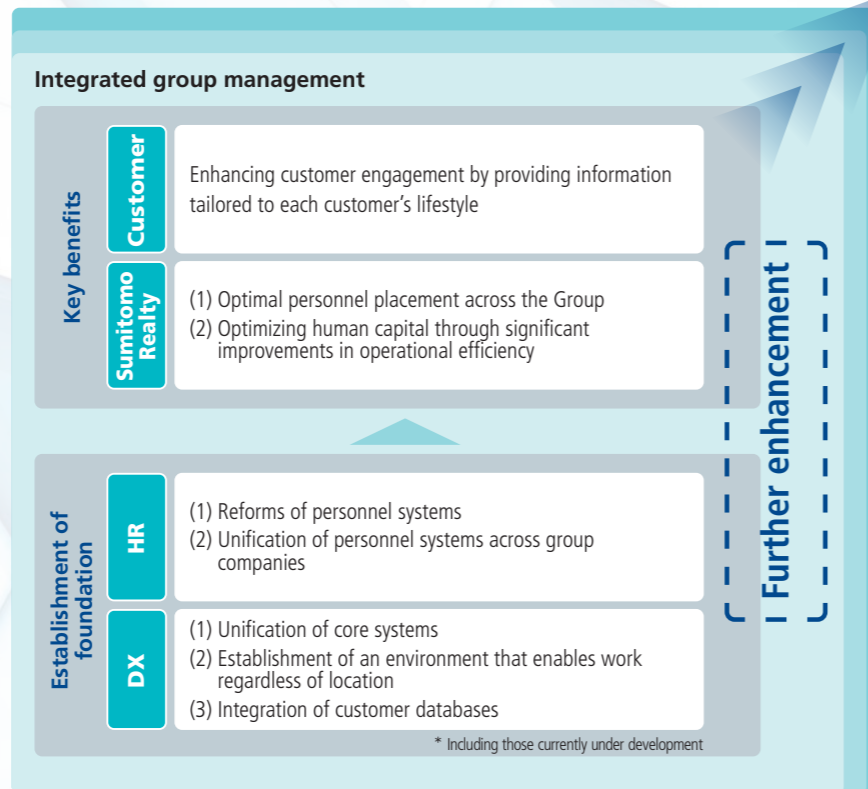 Integrated group management
Key benefits
Customer
Enhancing customer engagement by providing information
tailored to each customer's lifestyle
Sumitomo
Realty
(1) Optimal personnel placement across the Group
(2) Optimizing human capital through significant
improvements in operational efficiency
Further enhancement
Establishment of
foundation
HR
(1) Reforms of personnel systems
(2) Unification of personnel systems across group
companies
DX
(1) Unification of core systems
(2) Establishment of an environment that enables work
regardless of location
(3) Integration of customer databases
* Including those currently under development